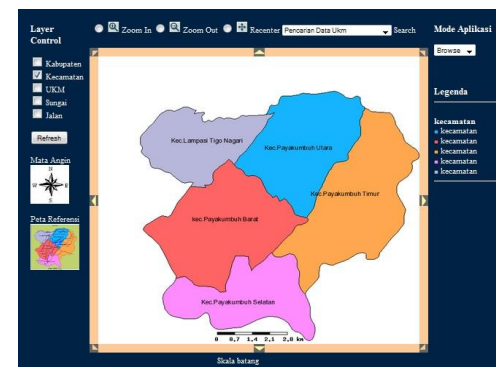 Layer Control
Zoom In Zoom Out Recenter Pencarian Data Ukm Search
Mode Aplikasi
Browse
Kabupaten
Kecamatan
UKM
Sungai
Jalan
Refresh
Mata Angin
N
W
S
Peta Referensi
Kec.Lampasi Tigo Nagari
Kec.Payakumbuh Utara
Kec.Payakumbuh Timur
kec.Payakumbuh Barat
Kec.Payakumbuh Selatan
0 0,7 1,4 2,1 2,8 km
Skala batang
Legenda
kecamatan
kecamatan
kecamatan
kecamatan
kecamatan
kecamatan